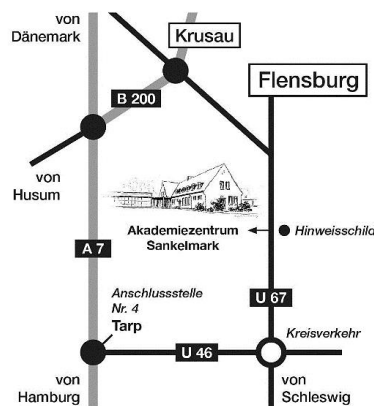 von
Dänemark
Krusau
Flensburg
B 200
von
Husum
Akademiezentrum
Sankelmark
Hinweisschild
A 7
Anschlussstelle
Nr. 4
Tarp
U 67
Kreisverkehr
U 46
von
Hamburg
von
Schleswig